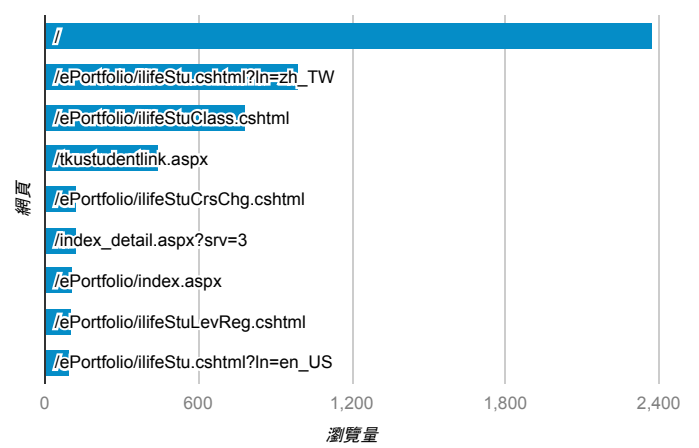 /
/ePortfolio/ilifeStu.cshtml?ln=zh_TW
/ePortfolio/ilifeStuClass.cshtml
/tkustudentlink.aspx
/ePortfolio/ilifeStuCrsChg.cshtml
/index_detail.aspx?srv=3
/ePortfolio/index.aspx
/ePortfolio/ilifeStuLevReg.cshtml
/ePortfolio/ilifeStu.cshtml?ln=en_US
網頁
0 600 1,200 1,800 2,400
瀏覽量